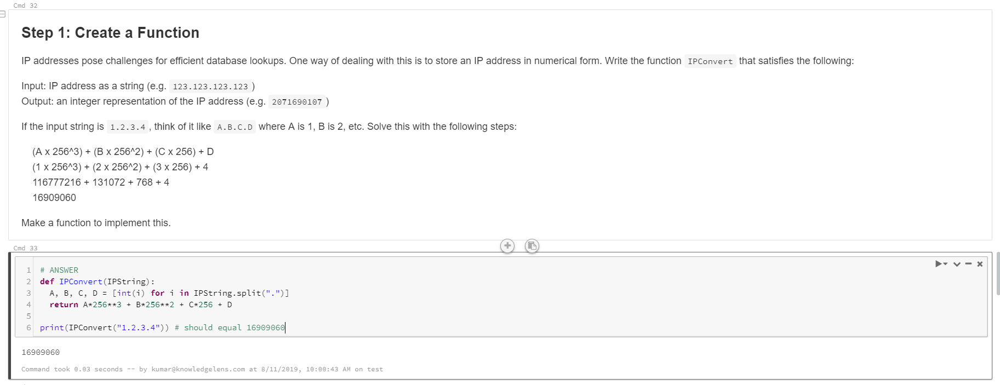 Cmd 32
Step 1: Create a Function
IP addresses pose challenges for efficient database lookups. One way of dealing with this is to store an IP address in numerical form. Write the function IPConvert that satisfies the following:
Input: IP address as a string (e.g. 123.123.123.123 )
Output: an integer representation of the IP address (e.g. 2071690107 )
If the input string is 1.2.3.4 , think of it like A.B.C.D where A is 1, B is 2, etc. Solve this with the following steps:
(A x 256^3) + (B x 256^2) + (C x 256) + D
(1 x 256^3) + (2 x 256^2) + (3 x 256) + 4
116777216 + 131072 + 768 + 4
16909060
Make a function to implement this.
Cmd 33
1 # ANSWER
2 def IPConvert(IPString):
3   A, B, C, D = [int(i) for i in IPString.split(".")]
4   return A*256**3 + B*256**2 + C*256 + D
5
6 print(IPConvert("1.2.3.4")) # should equal 16909060
16909060
Command took 0.03 seconds -- by kumar@knowledgelens.com at 8/11/2019, 10:00:43 AM on test